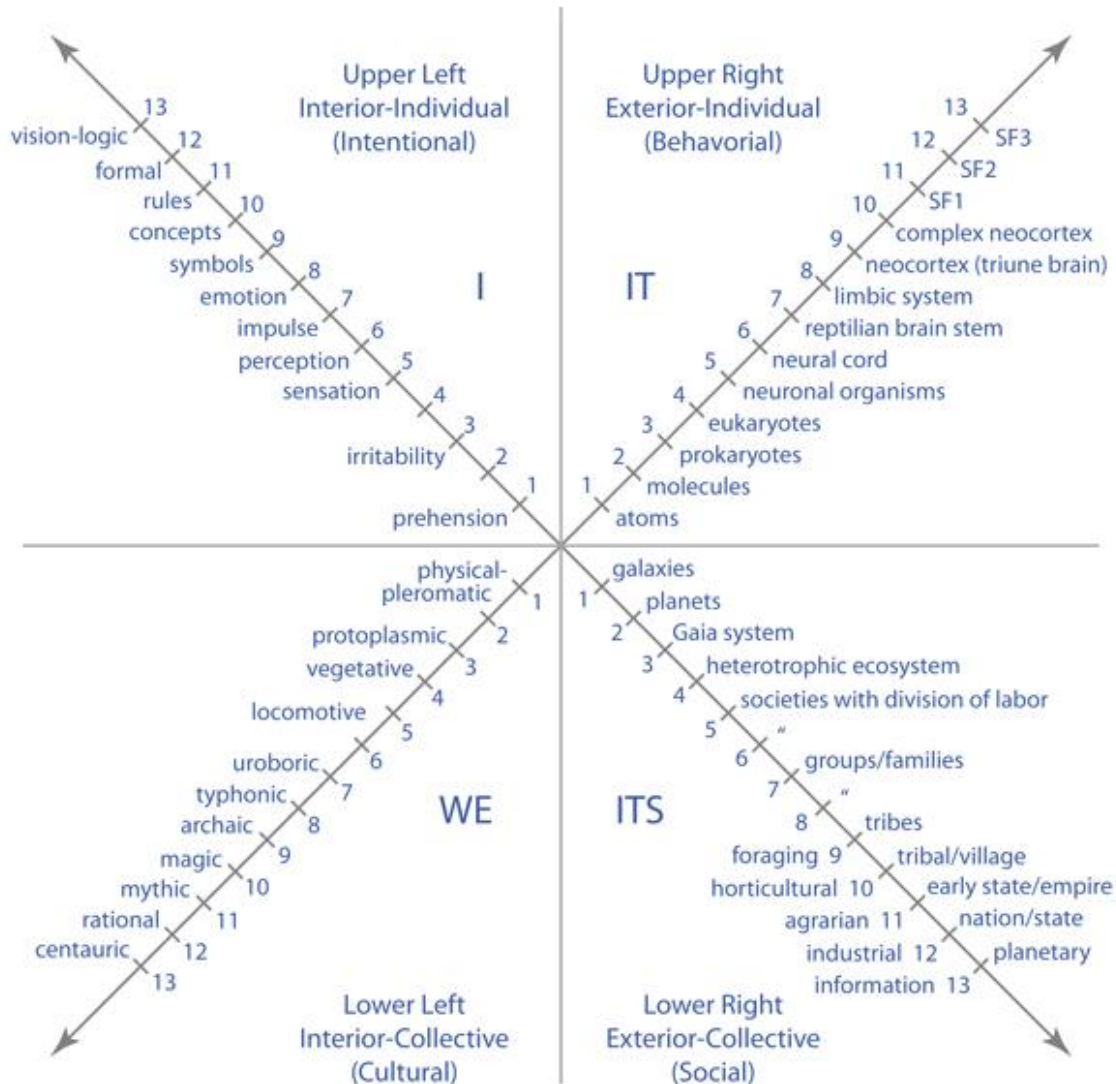 Upper Left
Interior-Individual
(Intentional)
Upper Right
Exterior-Individual
(Behavorial)
13
vision-logic
12
formal
11
rules
10
concepts
9
symbols
8
emotion
7
impulse
6
perception
5
sensation
4
3
irritability
2
1
prehension
I
IT
13
SF3
12
SF2
11
SF1
10
complex neocortex
9
neocortex (triune brain)
8
limbic system
7
reptilian brain stem
6
neural cord
5
neuronal organisms
4
eukaryotes
3
prokaryotes
2
molecules
1
atoms
physical-
pleromatic
1
2
protoplasmic
3
vegetative
4
locomotive
5
6
uroboric
7
typhonic
8
archaic
9
magic
10
mythic
11
rational
12
centauric
13
WE
ITS
galaxies
1
planets
2
Gaia system
3
heterotrophic ecosystem
4
societies with division of labor
5
“
6
groups/families
7
“
8
tribes
foraging 9
tribal/village
horticultural 10
early state/empire
agrarian 11
nation/state
industrial 12
planetary
information 13
Lower Left
Interior-Collective
(Cultural)
Lower Right
Exterior-Collective
(Social)